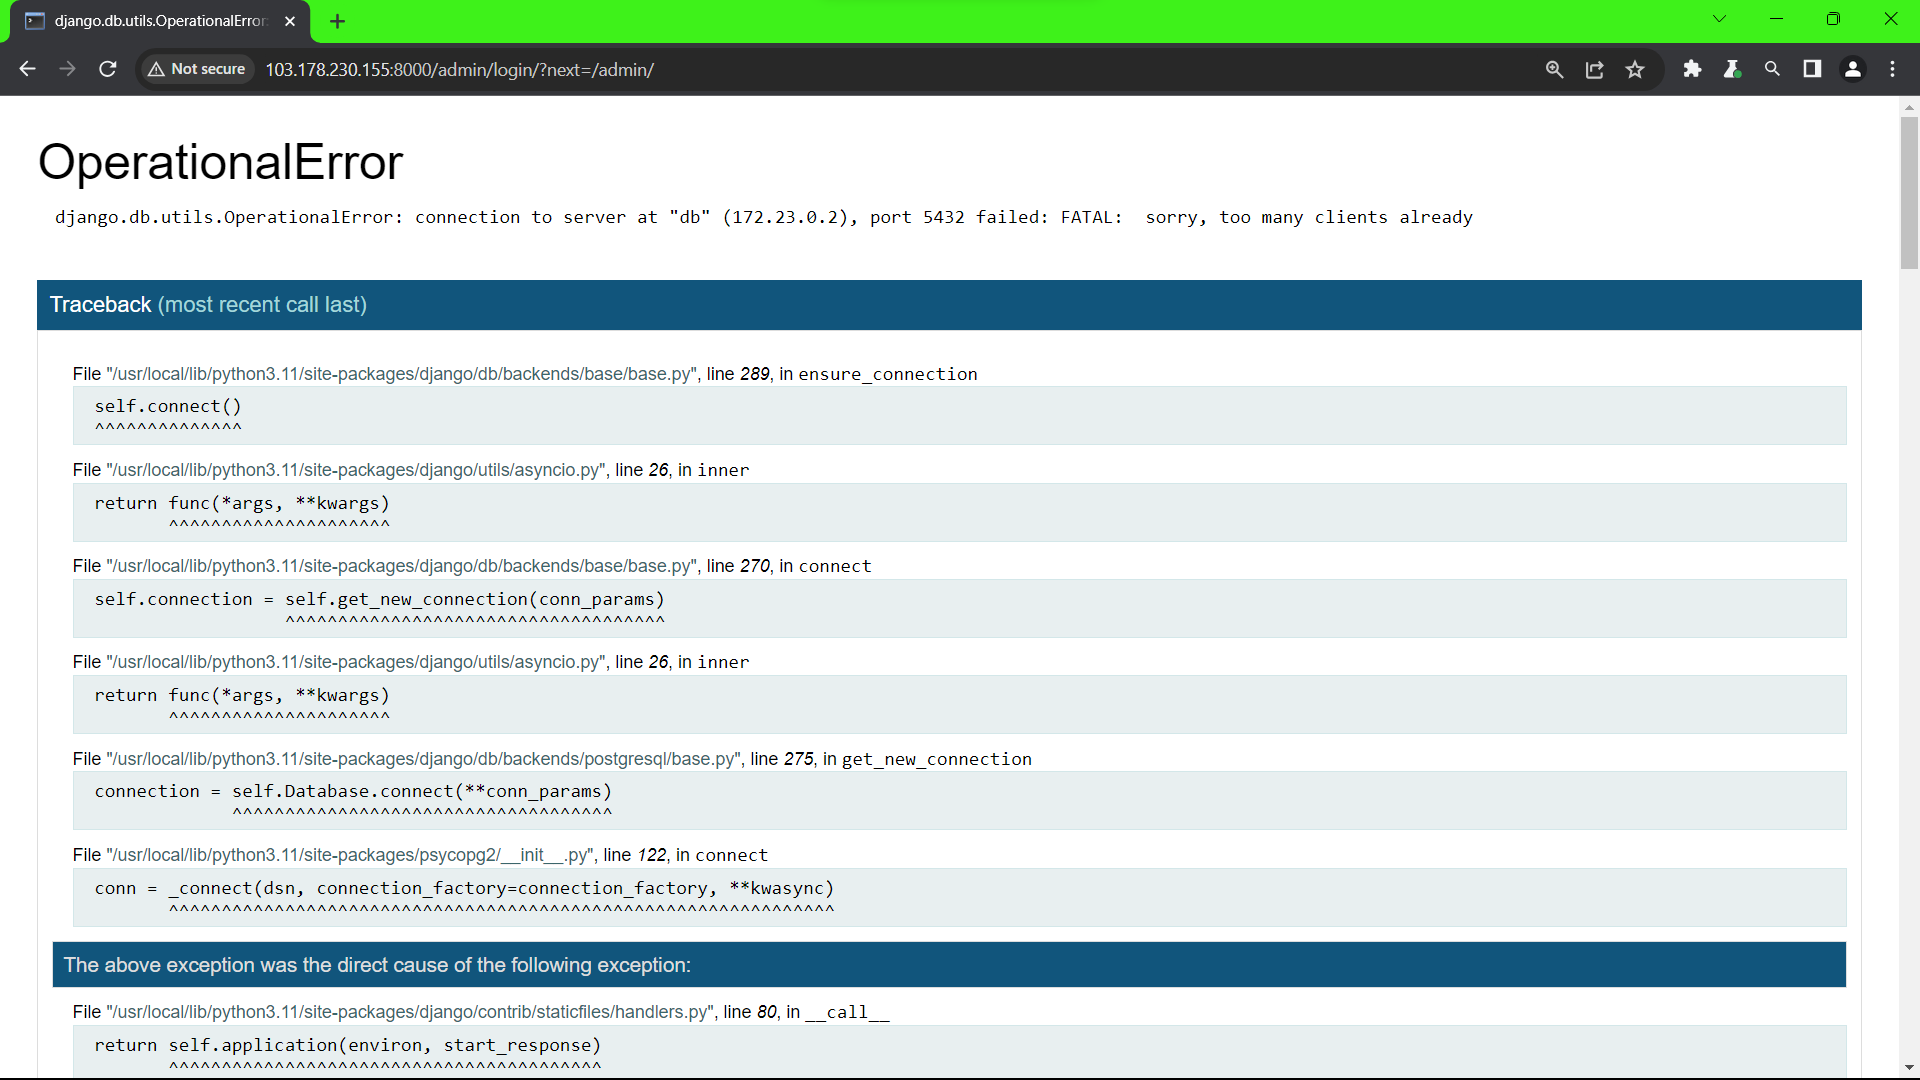 django.db.utils.OperationalError:
Not secure
103.178.230.155:8000/admin/login/?next=/admin/
OperationalError
django.db.utils.OperationalError: connection to server at "db" (172.23.0.2), port 5432 failed: FATAL:  sorry, too many clients already
Traceback (most recent call last)
File "/usr/local/lib/python3.11/site-packages/django/db/backends/base/base.py", line 289, in ensure_connection
self.connect()
^^^^^^^^^^^^^^
File "/usr/local/lib/python3.11/site-packages/django/utils/asyncio.py", line 26, in inner
return func(*args, **kwargs)
^^^^^^^^^^^^^^^^^^^^^
File "/usr/local/lib/python3.11/site-packages/django/db/backends/base/base.py", line 270, in connect
self.connection = self.get_new_connection(conn_params)
^^^^^^^^^^^^^^^^^^^^^^^^^^^^^^^^^^^^
File "/usr/local/lib/python3.11/site-packages/django/utils/asyncio.py", line 26, in inner
return func(*args, **kwargs)
^^^^^^^^^^^^^^^^^^^^^
File "/usr/local/lib/python3.11/site-packages/django/db/backends/postgresql/base.py", line 275, in get_new_connection
connection = self.Database.connect(**conn_params)
^^^^^^^^^^^^^^^^^^^^^^^^^^^^^^^^^^^^
File "/usr/local/lib/python3.11/site-packages/psycopg2/__init__.py", line 122, in connect
conn = _connect(dsn, connection_factory=connection_factory, **kwasync)
^^^^^^^^^^^^^^^^^^^^^^^^^^^^^^^^^^^^^^^^^^^^^^^^^^^^^^^^^^^^^^^
The above exception was the direct cause of the following exception:
File "/usr/local/lib/python3.11/site-packages/django/contrib/staticfiles/handlers.py", line 80, in __call__
return self.application(environ, start_response)
^^^^^^^^^^^^^^^^^^^^^^^^^^^^^^^^^^^^^^^^^